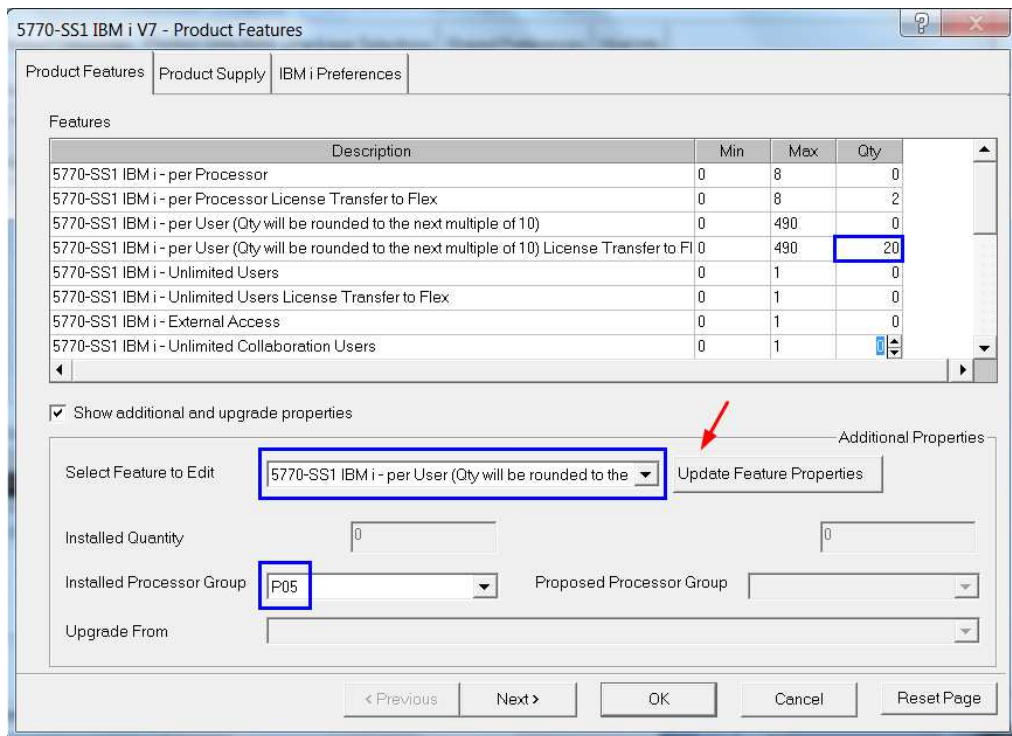 5770-SS1 IBM i V7 - Product Features
Product Features Product Supply IBM i Preferences
Features
Description Min Max Qty
5770-SS1 IBM i - per Processor 0 8 0
5770-SS1 IBM i - per Processor License Transfer to Flex 0 8 2
5770-SS1 IBM i - per User (Qty will be rounded to the next multiple of 10) 0 490 0
5770-SS1 IBM i - per User (Qty will be rounded to the next multiple of 10) License Transfer to Fl 0 490 20
5770-SS1 IBM i - Unlimited Users 0 1 0
5770-SS1 IBM i - Unlimited Users License Transfer to Flex 0 1 0
5770-SS1 IBM i - External Access 0 1 0
5770-SS1 IBM i - Unlimited Collaboration Users 0 1 0
Show additional and upgrade properties
Additional Properties
Select Feature to Edit 5770-SS1 IBM i - per User (Qty will be rounded to the Update Feature Properties
Installed Quantity 0 0
Installed Processor Group P05 Proposed Processor Group
Upgrade From
< Previous Next > OK Cancel Reset Page